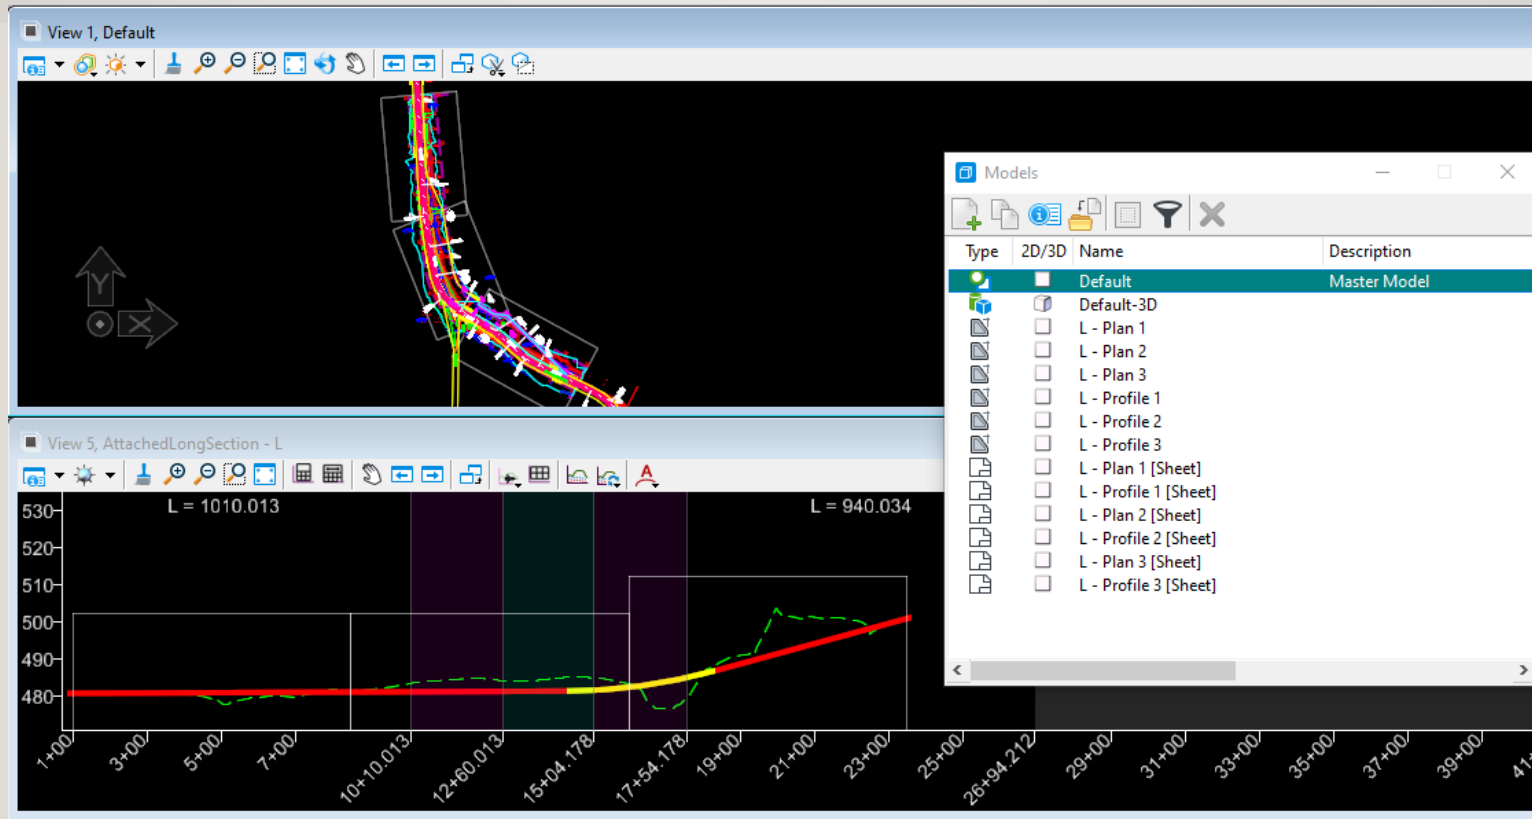 View 1, Default
Y
X
Models
Type 2D/3D Name Description
Default Master Model
Default-3D
L - Plan 1
L - Plan 2
L - Plan 3
L - Profile 1
L - Profile 2
L - Profile 3
L - Plan 1 [Sheet]
L - Profile 1 [Sheet]
L - Plan 2 [Sheet]
L - Profile 2 [Sheet]
L - Plan 3 [Sheet]
L - Profile 3 [Sheet]
View 5, AttachedLongSection - L
L = 1010.013 L = 940.034
530
520
510
500
490
480
1+00 3+00 5+00 7+00 10+10.013 12+60.013 15+04.178 17+54.178 19+00 21+00 23+00 25+00 26+94.212 29+00 31+00 33+00 35+00 37+00 39+00